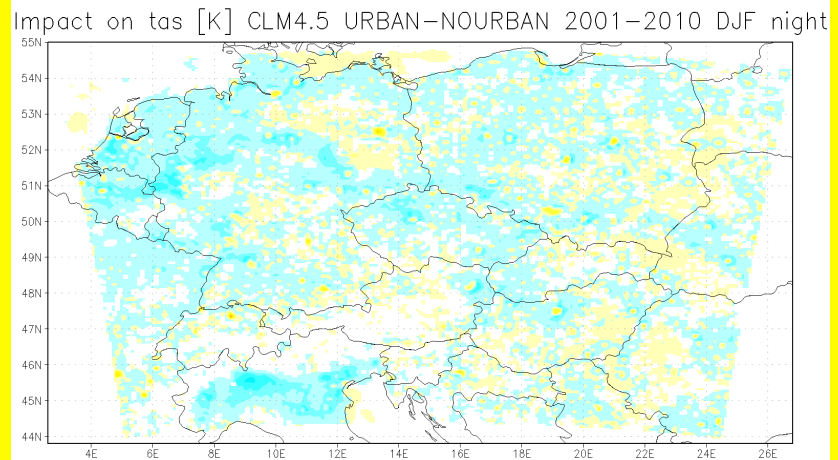 Impact on tas [K] CLM4.5 URBAN-NOURBAN 2001-2010 DJF night
55N
54N
53N
52N
51N
50N
49N
48N
47N
46N
45N
44N
4E 6E 8E 10E 12E 14E 16E 18E 20E 22E 24E 26E